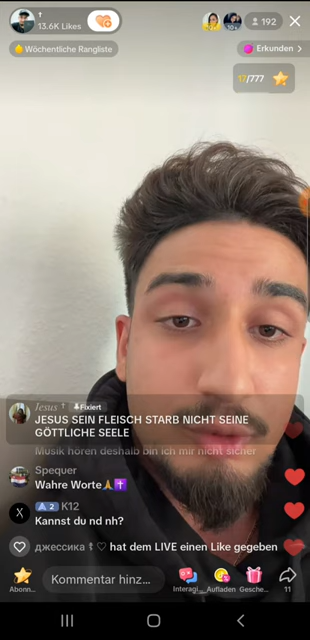 †
13.6K Likes
192
Wöchentliche Rangliste
Erkunden >
17/777
Jesus † Fixiert
JESUS SEIN FLEISCH STARB NICHT SEINE
GÖTTLICHE SEELE
Musik hören deshalb bin ich mir nicht sicher
Spequer
Wahre Worte🙏✝️
2 K12
Kannst du nd nh?
джессика ♡ hat dem LIVE einen Like gegeben
Abonn...
Kommentar hinz...
Interagi...
Aufladen
Gesche...
11